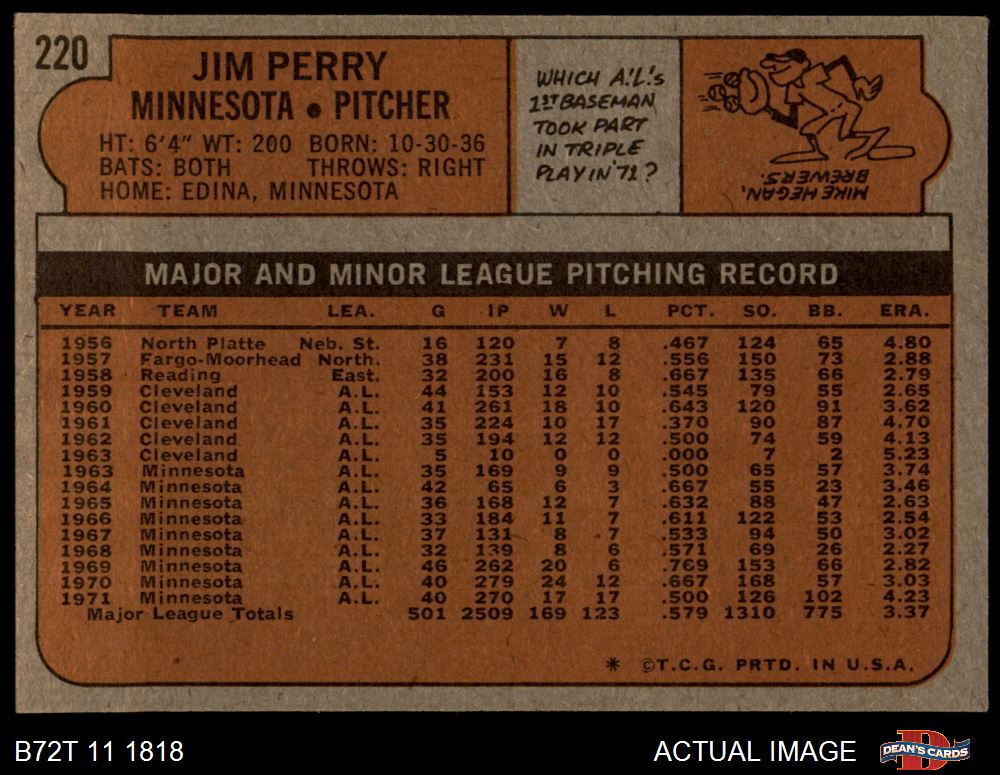 220
JIM PERRY
MINNESOTA • PITCHER
HT: 6'4" WT: 200 BORN: 10-30-36
BATS: BOTH THROWS: RIGHT
HOME: EDINA, MINNESOTA
WHICH A.L.'s
1ST BASEMAN
TOOK PART
IN TRIPLE
PLAY IN '71?
MIKE HEGAN,
BREWERS.
MAJOR AND MINOR LEAGUE PITCHING RECORD
YEAR TEAM LEA. G IP W L PCT. SO. BB. ERA.
1956 North Platte Neb. St. 16 120 7 8 .467 124 65 4.80
1957 Fargo-Moorhead North. 38 231 15 12 .556 150 73 2.88
1958 Reading East. 32 200 16 8 .667 135 66 2.79
1959 Cleveland A.L. 44 153 12 10 .545 79 55 2.65
1960 Cleveland A.L. 41 261 18 10 .643 120 91 3.62
1961 Cleveland A.L. 35 224 10 17 .370 90 87 4.70
1962 Cleveland A.L. 35 194 12 12 .500 74 59 4.13
1963 Cleveland A.L. 5 10 0 0 .000 7 2 5.23
1963 Minnesota A.L. 35 169 9 9 .500 65 57 3.74
1964 Minnesota A.L. 42 65 6 3 .667 55 23 3.46
1965 Minnesota A.L. 36 168 12 7 .632 88 47 2.63
1966 Minnesota A.L. 33 184 11 7 .611 122 53 2.54
1967 Minnesota A.L. 37 131 8 7 .533 94 50 3.02
1968 Minnesota A.L. 32 139 8 6 .571 69 26 2.27
1969 Minnesota A.L. 46 262 20 6 .769 153 66 2.82
1970 Minnesota A.L. 40 279 24 12 .667 168 57 3.03
1971 Minnesota A.L. 40 270 17 17 .500 126 102 4.23
Major League Totals 501 2509 169 123 .579 1310 775 3.37
* ©T.C.G. PRTD. IN U.S.A.
B72T 11 1818
ACTUAL IMAGE
D
DEAN'S CARDS